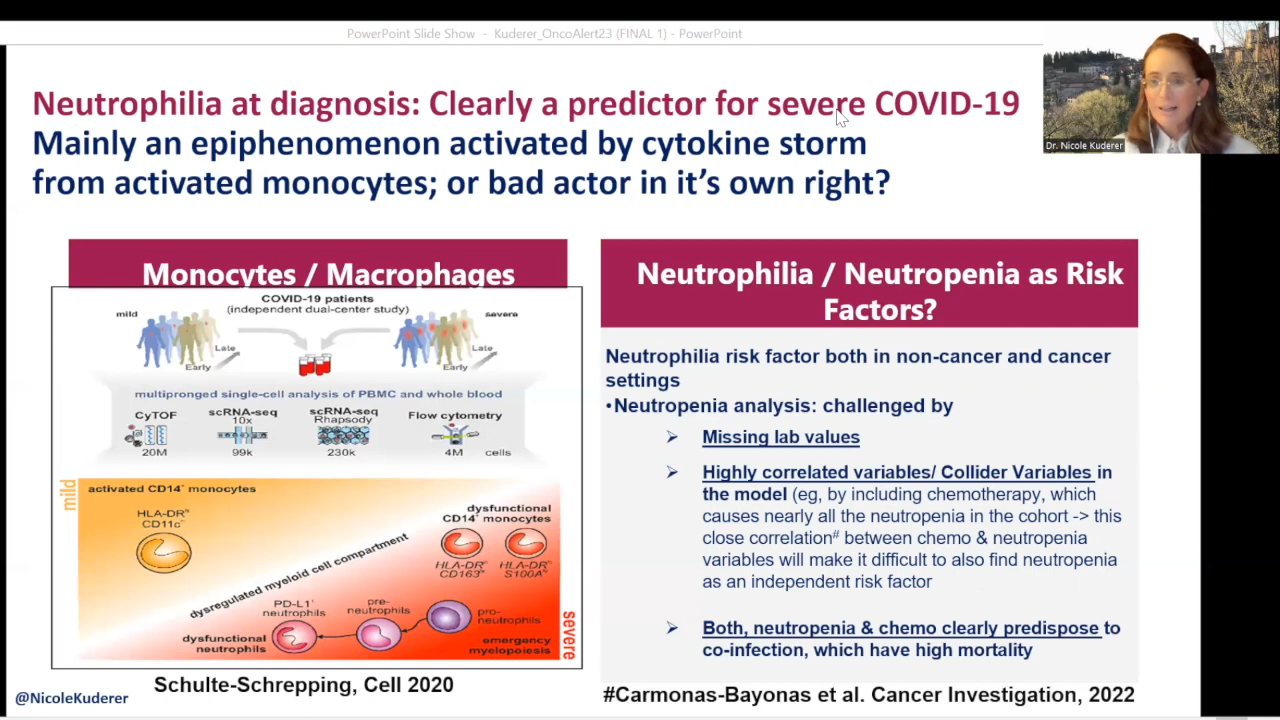 PowerPoint Slide Show - Kuderer_OncoAlert23 (FINAL 1) - PowerPoint
Dr. Nicole Kuderer
Neutrophilia at diagnosis: Clearly a predictor for severe COVID-19
Mainly an epiphenomenon activated by cytokine storm
from activated monocytes; or bad actor in it's own right?
Monocytes / Macrophages
COVID-19 patients
(independent dual-center study)
mild
severe
Late
Early
Late
Early
multipronged single-cell analysis of PBMC and whole blood
CyTOF
scRNA-seq
10x
scRNA-seq
Rhapsody
Flow cytometry
20M
99k
230k
4M
cells
mild
activated CD14⁺ monocytes
HLA-DRʰⁱ
CD11cʰⁱ
dysfunctional
CD14⁺ monocytes
HLA-DRˡᵒ
CD163ʰⁱ
HLA-DRˡᵒ
S100Aʰⁱ
dysregulated myeloid cell compartment
PD-L1⁺
neutrophils
pre-
neutrophils
pro-
neutrophils
dysfunctional
neutrophils
emergency
myelopoiesis
severe
Schulte-Schrepping, Cell 2020
@NicoleKuderer
Neutrophilia / Neutropenia as Risk
Factors?
Neutrophilia risk factor both in non-cancer and cancer
settings
•Neutropenia analysis: challenged by
➢ Missing lab values
➢ Highly correlated variables/ Collider Variables in
the model (eg, by including chemotherapy, which
causes nearly all the neutropenia in the cohort -> this
close correlation# between chemo & neutropenia
variables will make it difficult to also find neutropenia
as an independent risk factor
➢ Both, neutropenia & chemo clearly predispose to
co-infection, which have high mortality
#Carmonas-Bayonas et al. Cancer Investigation, 2022